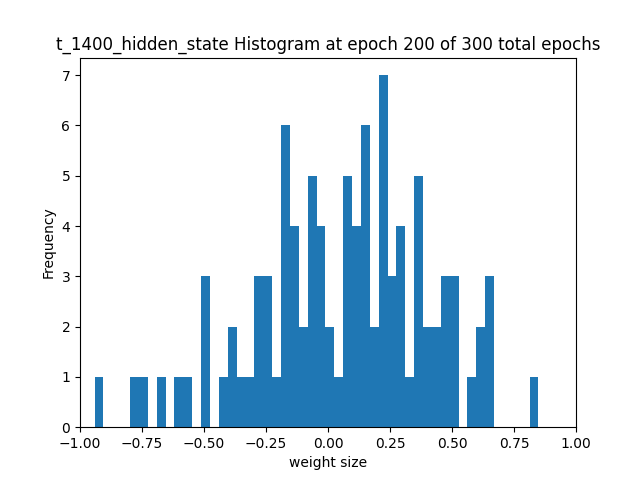 t_1400_hidden_state Histogram at epoch 200 of 300 total epochs
7
6
5
4
3
2
1
0
Frequency
−1.00 −0.75 −0.50 −0.25 0.00 0.25 0.50 0.75 1.00
weight size